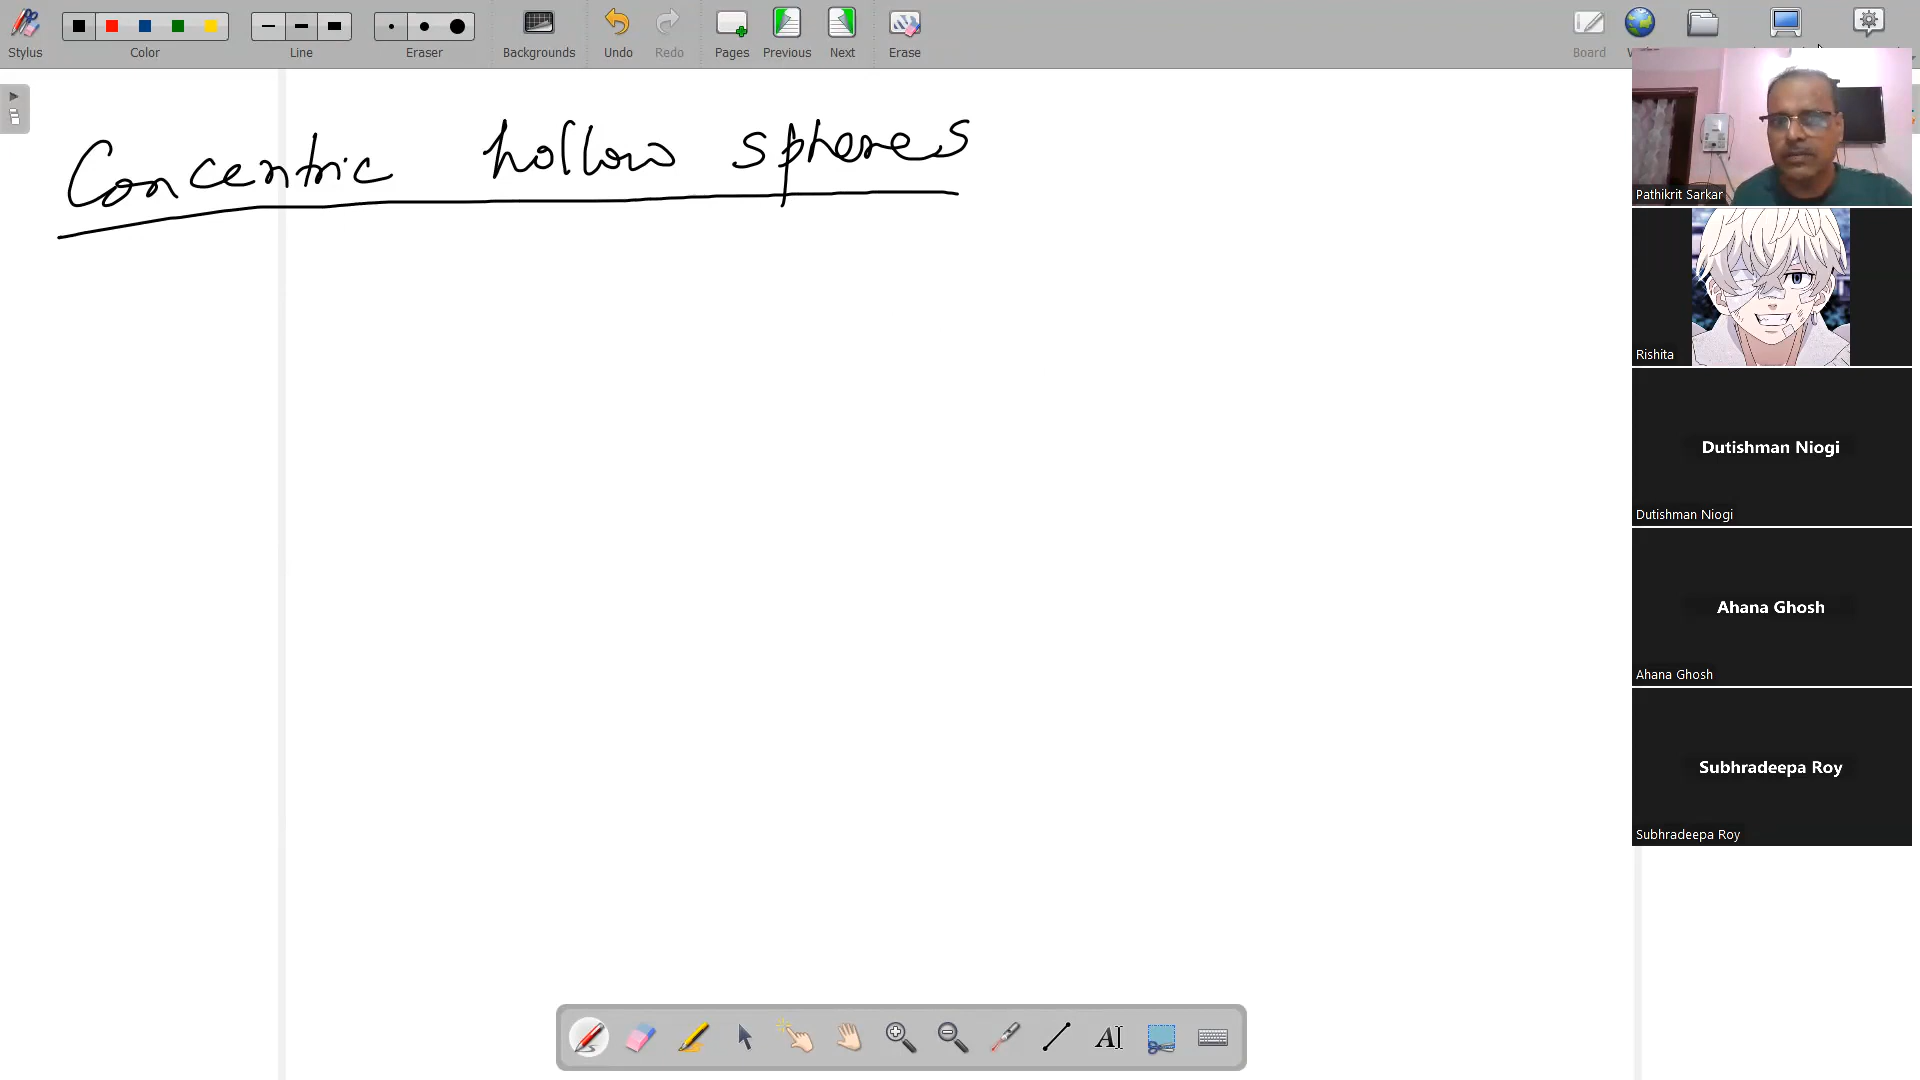 Stylus Color Line Eraser Backgrounds Undo Redo Pages Previous Next Erase Board
Concentric hollow spheres
Pathikrit Sarkar
Rishita
Dutishman Niogi
Dutishman Niogi
Ahana Ghosh
Ahana Ghosh
Subhradeepa Roy
Subhradeepa Roy
AI